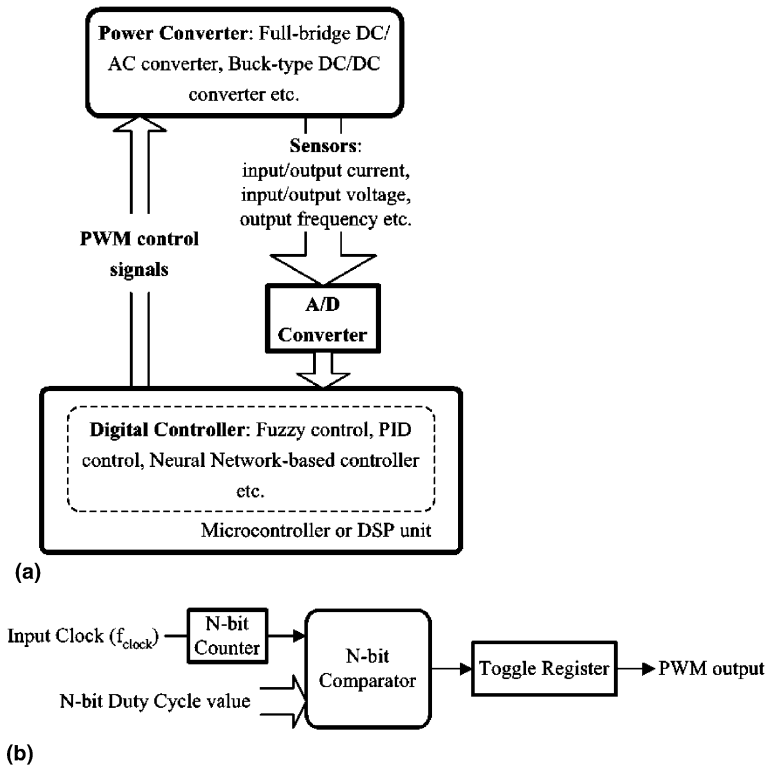 Power Converter: Full-bridge DC/
AC converter, Buck-type DC/DC
converter etc.
Sensors:
input/output current,
input/output voltage,
output frequency etc.
PWM control
signals
A/D
Converter
Digital Controller: Fuzzy control, PID
control, Neural Network-based controller
etc.
Microcontroller or DSP unit
(a)
Input Clock (fclock)
N-bit
Counter
N-bit
Comparator
Toggle Register
PWM output
N-bit Duty Cycle value
(b)